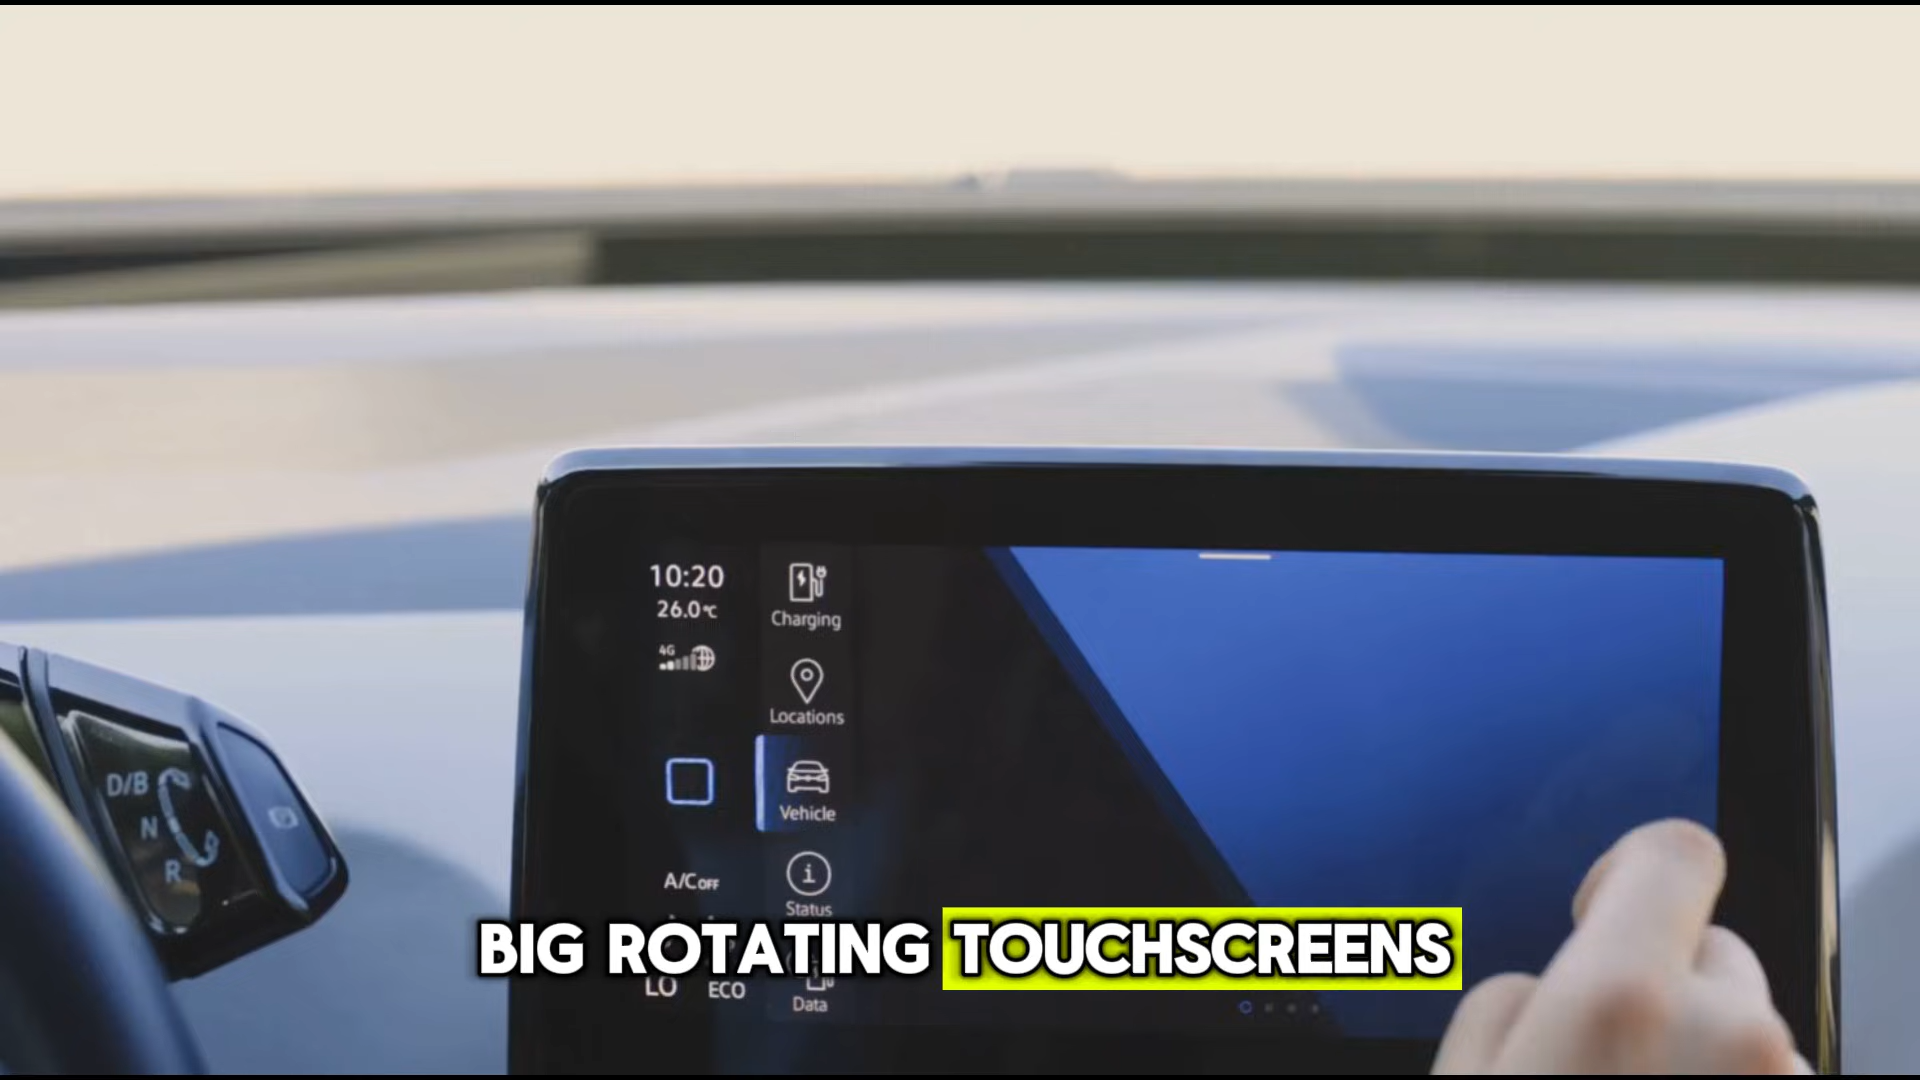 10:20
26.0°C
4G
Charging
Locations
Vehicle
D/B
N
R
A/C OFF
Status
BIG ROTATING TOUCHSCREENS
LO ECO
Data